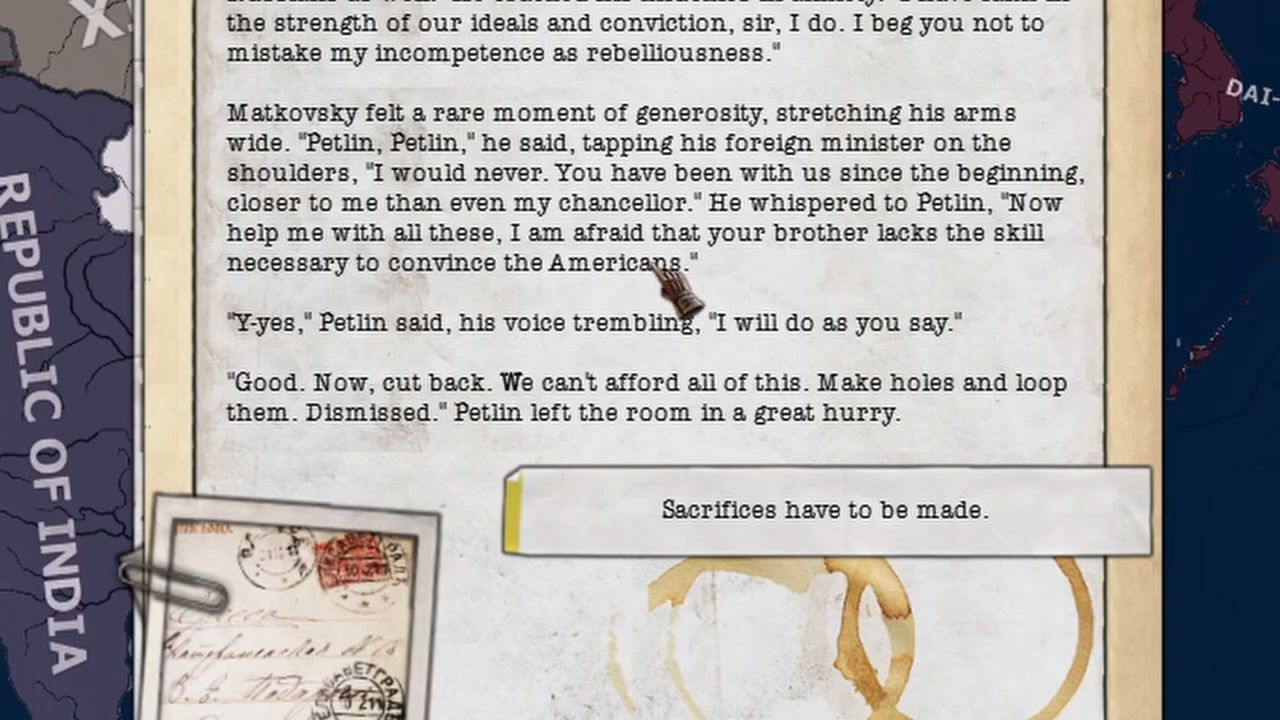 the strength of our ideals and conviction, sir, I do. I beg you not to
mistake my incompetence as rebelliousness."
Matkovsky felt a rare moment of generosity, stretching his arms
wide. "Petlin, Petlin," he said, tapping his foreign minister on the
shoulders, "I would never. You have been with us since the beginning,
closer to me than even my chancellor." He whispered to Petlin, "Now
help me with all these, I am afraid that your brother lacks the skill
necessary to convince the Americans."
"Y-yes," Petlin said, his voice trembling, "I will do as you say."
"Good. Now, cut back. We can't afford all of this. Make holes and loop
them. Dismissed." Petlin left the room in a great hurry.
Sacrifices have to be made.
REPUBLIC OF INDIA
DAI-